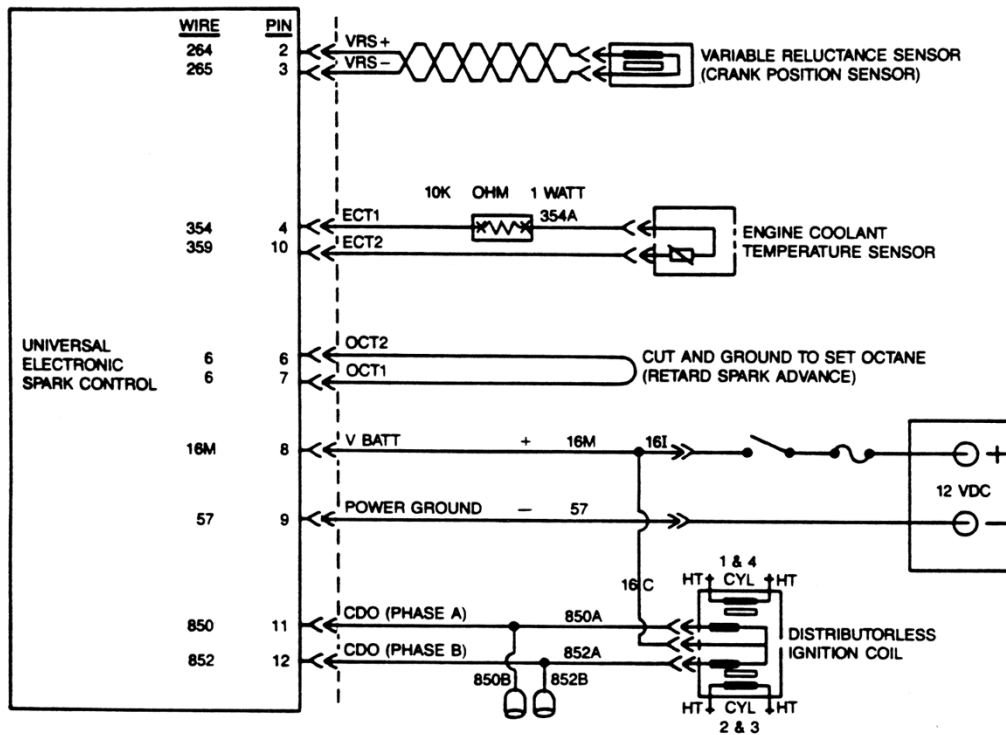 WIRE PIN
264 2 VRS+
265 3 VRS−
VARIABLE RELUCTANCE SENSOR
(CRANK POSITION SENSOR)
10K OHM 1 WATT
354 4 ECT1 354A
359 10 ECT2
ENGINE COOLANT
TEMPERATURE SENSOR
UNIVERSAL
ELECTRONIC
SPARK CONTROL
6 6 OCT2
6 7 OCT1
CUT AND GROUND TO SET OCTANE
(RETARD SPARK ADVANCE)
16M 8 V BATT + 16M 16I +
12 VDC
57 9 POWER GROUND − 57 −
16C
1 & 4
HT CYL HT
850 11 CDO (PHASE A) 850A
852 12 CDO (PHASE B) 852A
850B 852B
DISTRIBUTORLESS
IGNITION COIL
HT CYL HT
2 & 3